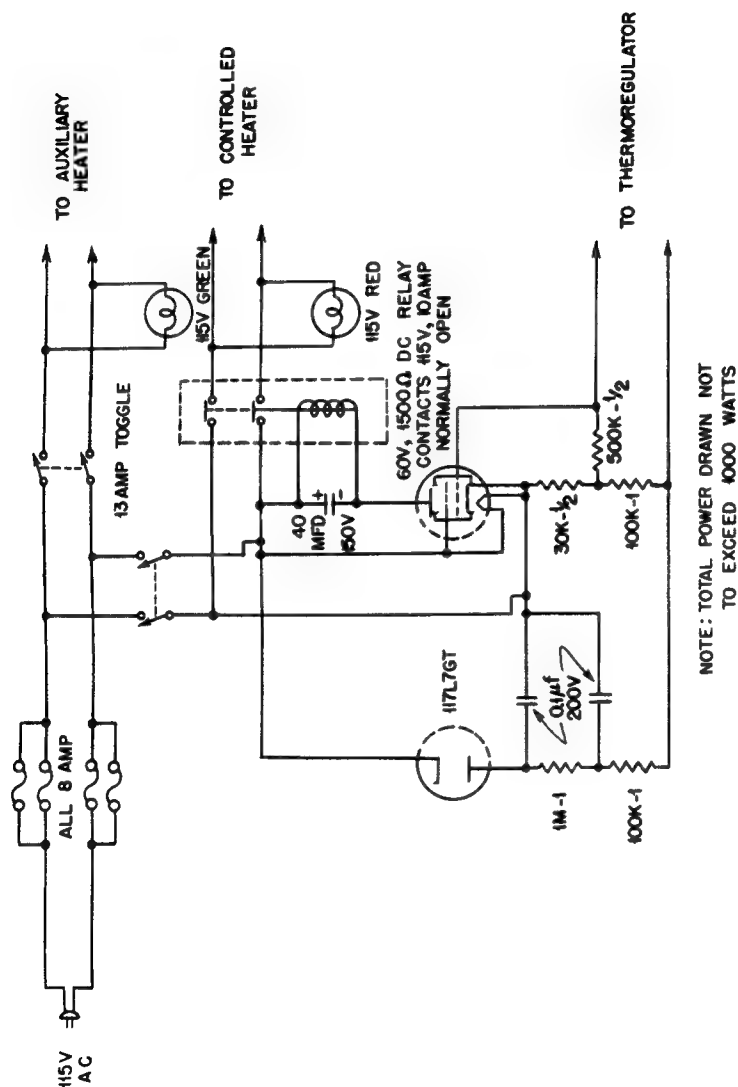 115V
AC
ALL 8 AMP
13 AMP TOGGLE
TO AUXILIARY
HEATER
115V GREEN
TO CONTROLLED
HEATER
115V RED
60V, 1500Ω DC RELAY
CONTACTS 115V, 10AMP
NORMALLY OPEN
40
MFD
150V
+
-
117L7GT
0.1µf
200V
1M-1
100K-1
30K-½
500K-½
100K-1
TO THERMOREGULATOR
NOTE: TOTAL POWER DRAWN NOT
TO EXCEED 1000 WATTS